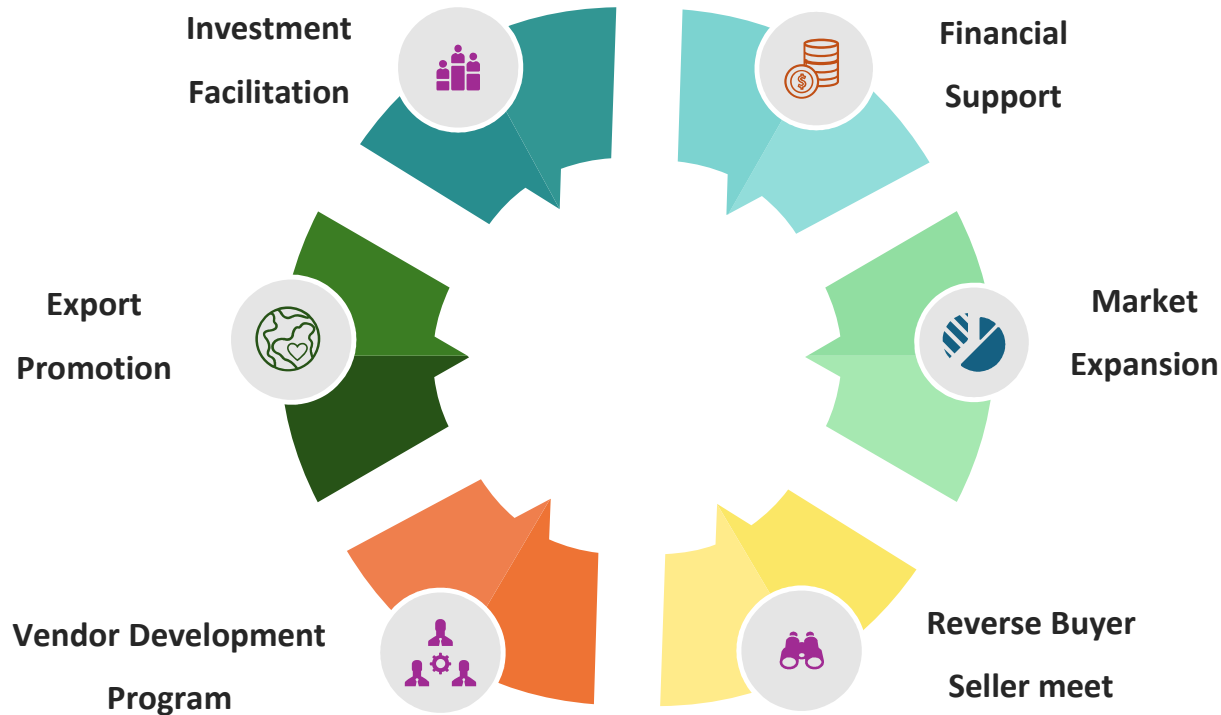 Investment
Facilitation
Financial
Support
Export
Promotion
Market
Expansion
Vendor Development
Program
Reverse Buyer
Seller meet
$